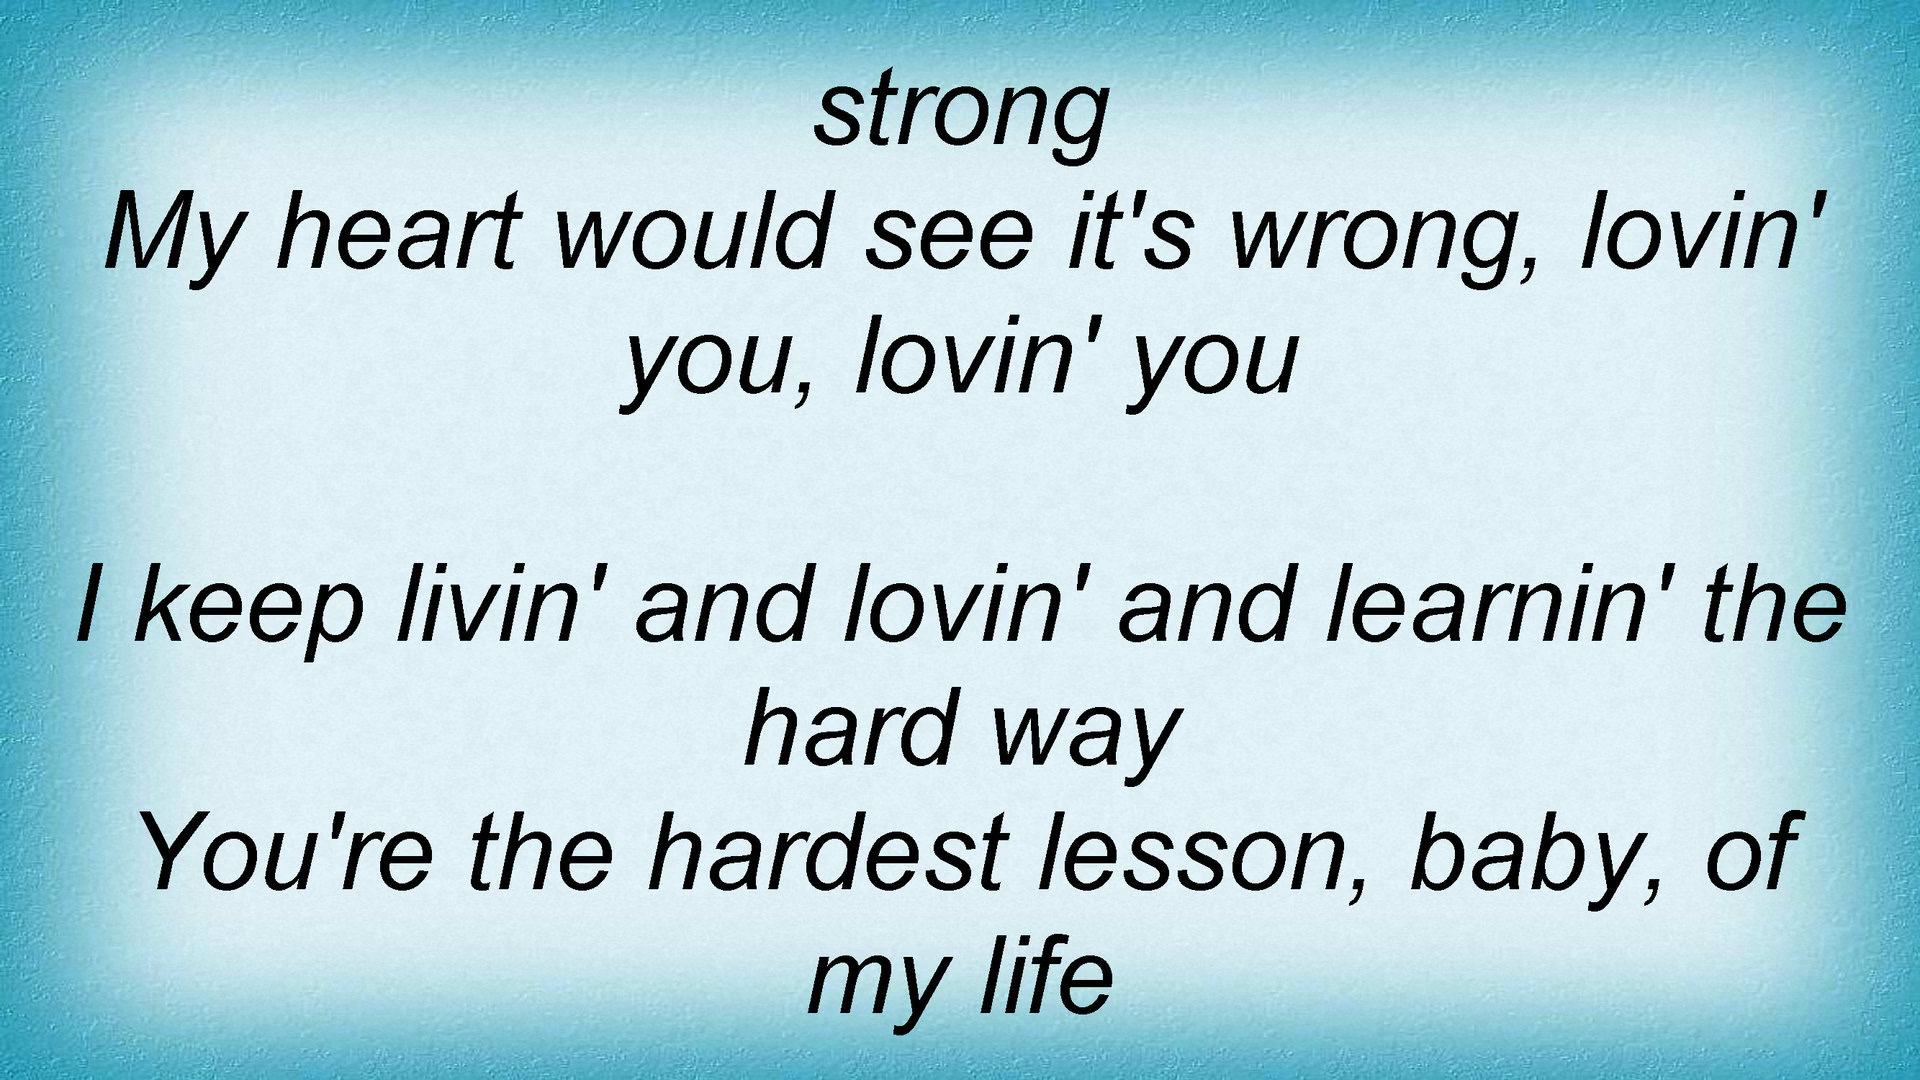 strong
My heart would see it's wrong, lovin'
you, lovin' you
I keep livin' and lovin' and learnin' the
hard way
You're the hardest lesson, baby, of
my life